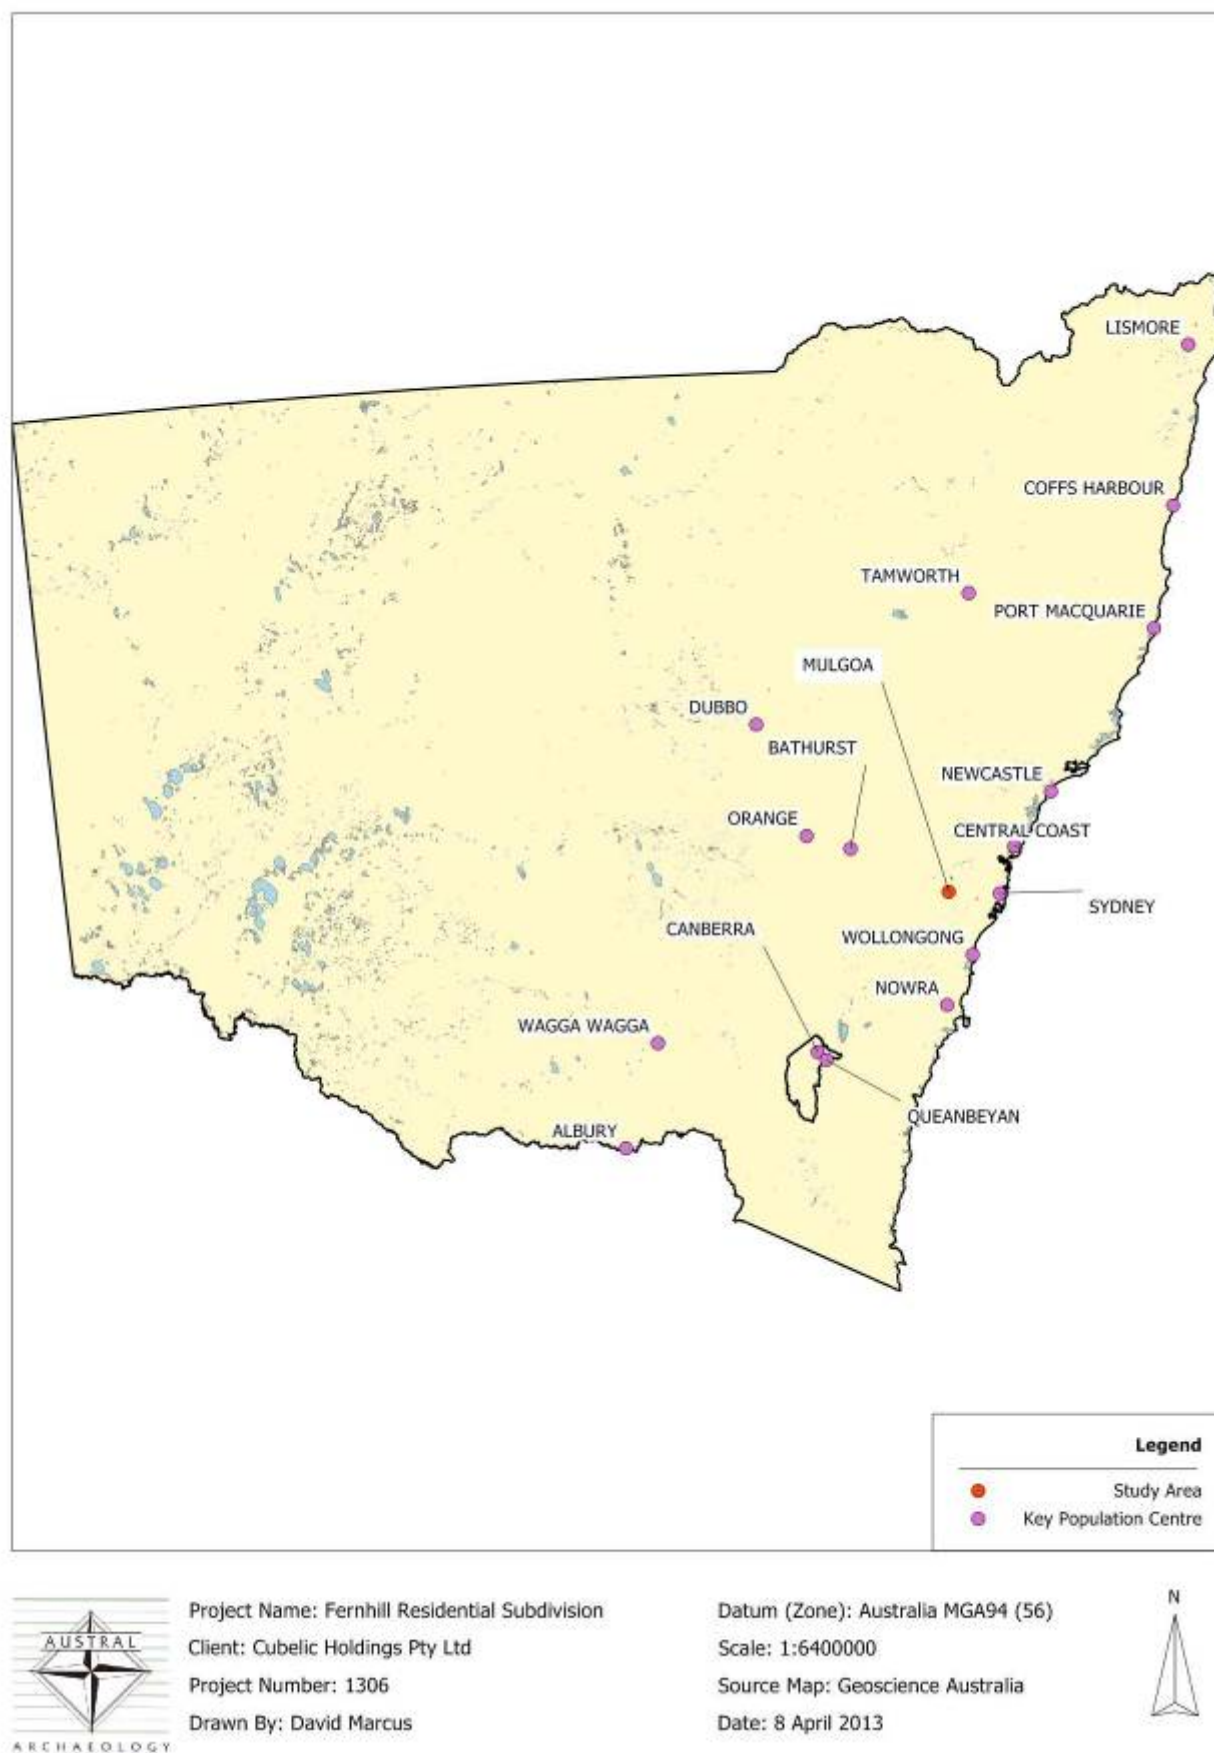 LISMORE
COFFS HARBOUR
TAMWORTH
PORT MACQUARIE
MULGOA
DUBBO
BATHURST
NEWCASTLE
ORANGE
CENTRAL COAST
SYDNEY
CANBERRA
WOLLONGONG
NOWRA
WAGGA WAGGA
QUEANBEYAN
ALBURY
Legend
Study Area
Key Population Centre
AUSTRAL
ARCHAEOLOGY
Project Name: Fernhill Residential Subdivision
Client: Cubelic Holdings Pty Ltd
Project Number: 1306
Drawn By: David Marcus
Datum (Zone): Australia MGA94 (56)
Scale: 1:6400000
Source Map: Geoscience Australia
Date: 8 April 2013
N